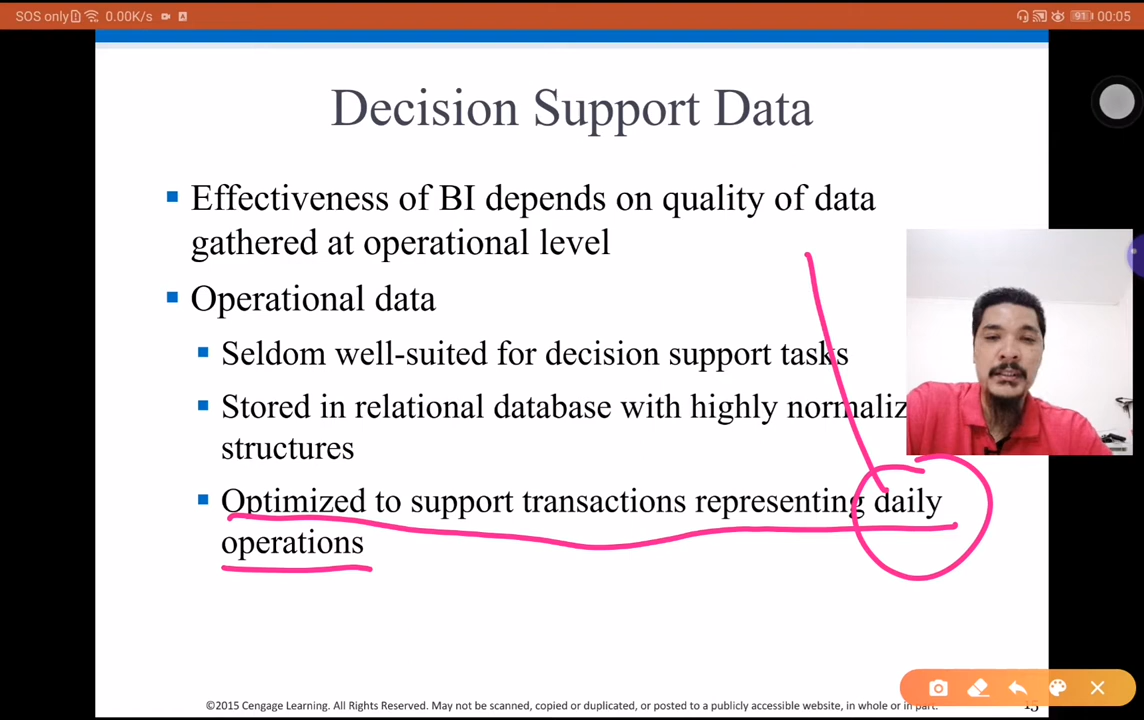 SOS only 0.00K/s A 91 00:05
Decision Support Data
Effectiveness of BI depends on quality of data
gathered at operational level
Operational data
Seldom well-suited for decision support tasks
Stored in relational database with highly
structures
Optimized to support transactions representing daily
operations
©2015 Cengage Learning. All Rights Reserved. May not be scanned, copied or duplicated, or posted to a publicly accessible website, in whole or in part.